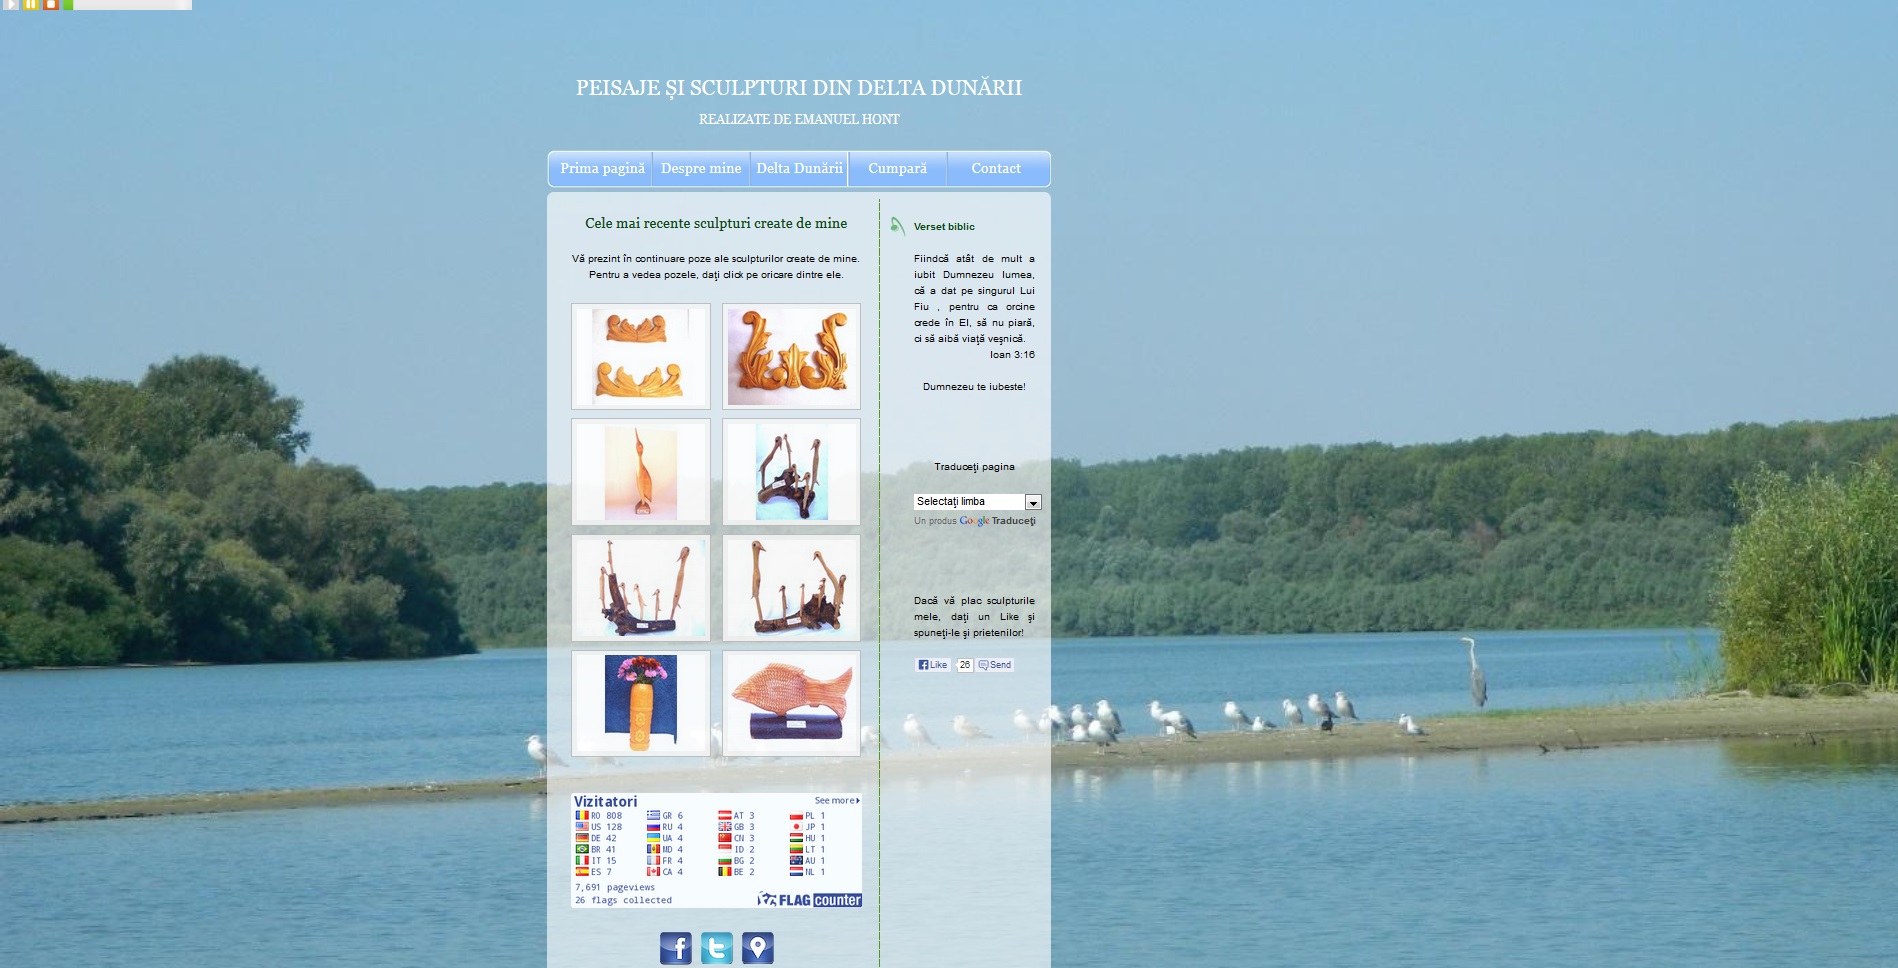 PEISAJE ȘI SCULPTURI DIN DELTA DUNĂRII
REALIZATE DE EMANUEL HONT
Prima pagină Despre mine Delta Dunării Cumpară Contact
Cele mai recente sculpturi create de mine
Vă prezint în continuare poze ale sculpturilor create de mine.
Pentru a vedea pozele, daţi click pe oricare dintre ele.
Verset biblic
Fiindcă atât de mult a
iubit Dumnezeu lumea,
că a dat pe singurul Lui
Fiu , pentru ca orcine
crede în El, să nu piară,
ci să aibă viaţă veşnică.
Ioan 3:16
Dumnezeu te iubeste!
Traduceţi pagina
Selectaţi limba
Un produs Google Traduceţi
Dacă vă plac sculpturile
mele, daţi un Like şi
spuneţi-le şi prietenilor!
Like 26 Send
Vizitatori See more
RO 808 GR 6 AT 3 PL 1
US 128 RU 4 GB 3 JP 1
DE 42 UA 4 CN 3 HU 1
BR 41 MD 4 ID 2 LT 1
IT 15 FR 4 BG 2 AU 1
ES 7 CA 4 BE 2 NL 1
7,691 pageviews
26 flags collected
FLAG counter